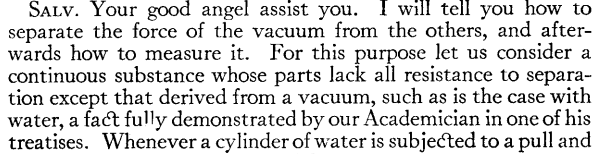 SALV. Your good angel assist you. I will tell you how to
separate the force of the vacuum from the others, and after-
wards how to measure it. For this purpose let us consider a
continuous substance whose parts lack all resistance to separa-
tion except that derived from a vacuum, such as is the case with
water, a fact fully demonstrated by our Academician in one of his
treatises. Whenever a cylinder of water is subjected to a pull and